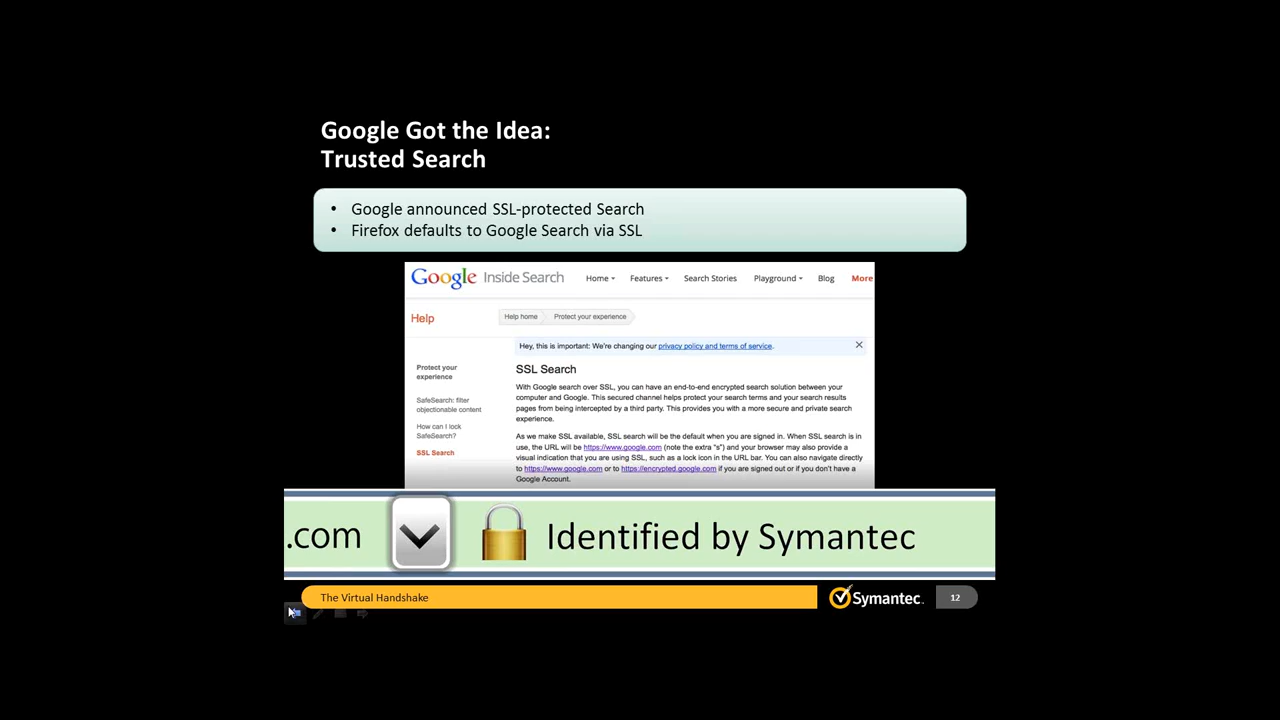 Google Got the Idea:
Trusted Search
• Google announced SSL-protected Search
• Firefox defaults to Google Search via SSL
Google Inside Search Home Features Search Stories Playground Blog More
Help
Help home Protect your experience
Hey, this is important: We're changing our privacy policy and terms of service.
Protect your
experience
SafeSearch: filter
objectionable content
How can I lock
SafeSearch?
SSL Search
SSL Search
With Google search over SSL, you can have an end-to-end encrypted search solution between your
computer and Google. This secured channel helps protect your search terms and your search results
pages from being intercepted by a third party. This provides you with a more secure and private search
experience.
As we make SSL available, SSL search will be the default when you are signed in. When SSL search is in
use, the URL will be https://www.google.com (note the extra "s") and your browser may also provide a
visual indication that you are using SSL, such as a lock icon in the URL bar. You can also navigate directly
to https://www.google.com or to https://encrypted.google.com if you are signed out or if you don't have a
Google Account.
.com Identified by Symantec
The Virtual Handshake Symantec. 12